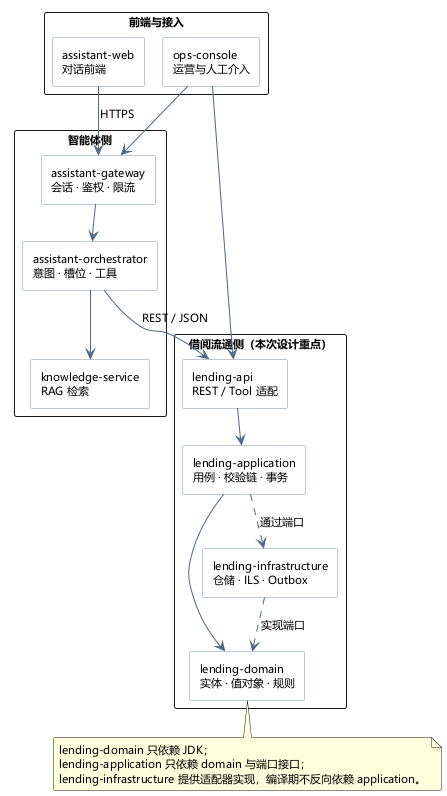 前端与接入
assistant-web
对话前端
ops-console
运营与人工介入
HTTPS
智能体侧
assistant-gateway
会话 · 鉴权 · 限流
assistant-orchestrator
意图 · 槽位 · 工具
REST / JSON
knowledge-service
RAG 检索
借阅流通侧（本次设计重点）
lending-api
REST / Tool 适配
lending-application
用例 · 校验链 · 事务
通过端口
lending-infrastructure
仓储 · ILS · Outbox
实现端口
lending-domain
实体 · 值对象 · 规则
lending-domain 只依赖 JDK；
lending-application 只依赖 domain 与端口接口；
lending-infrastructure 提供适配器实现，编译期不反向依赖 application。